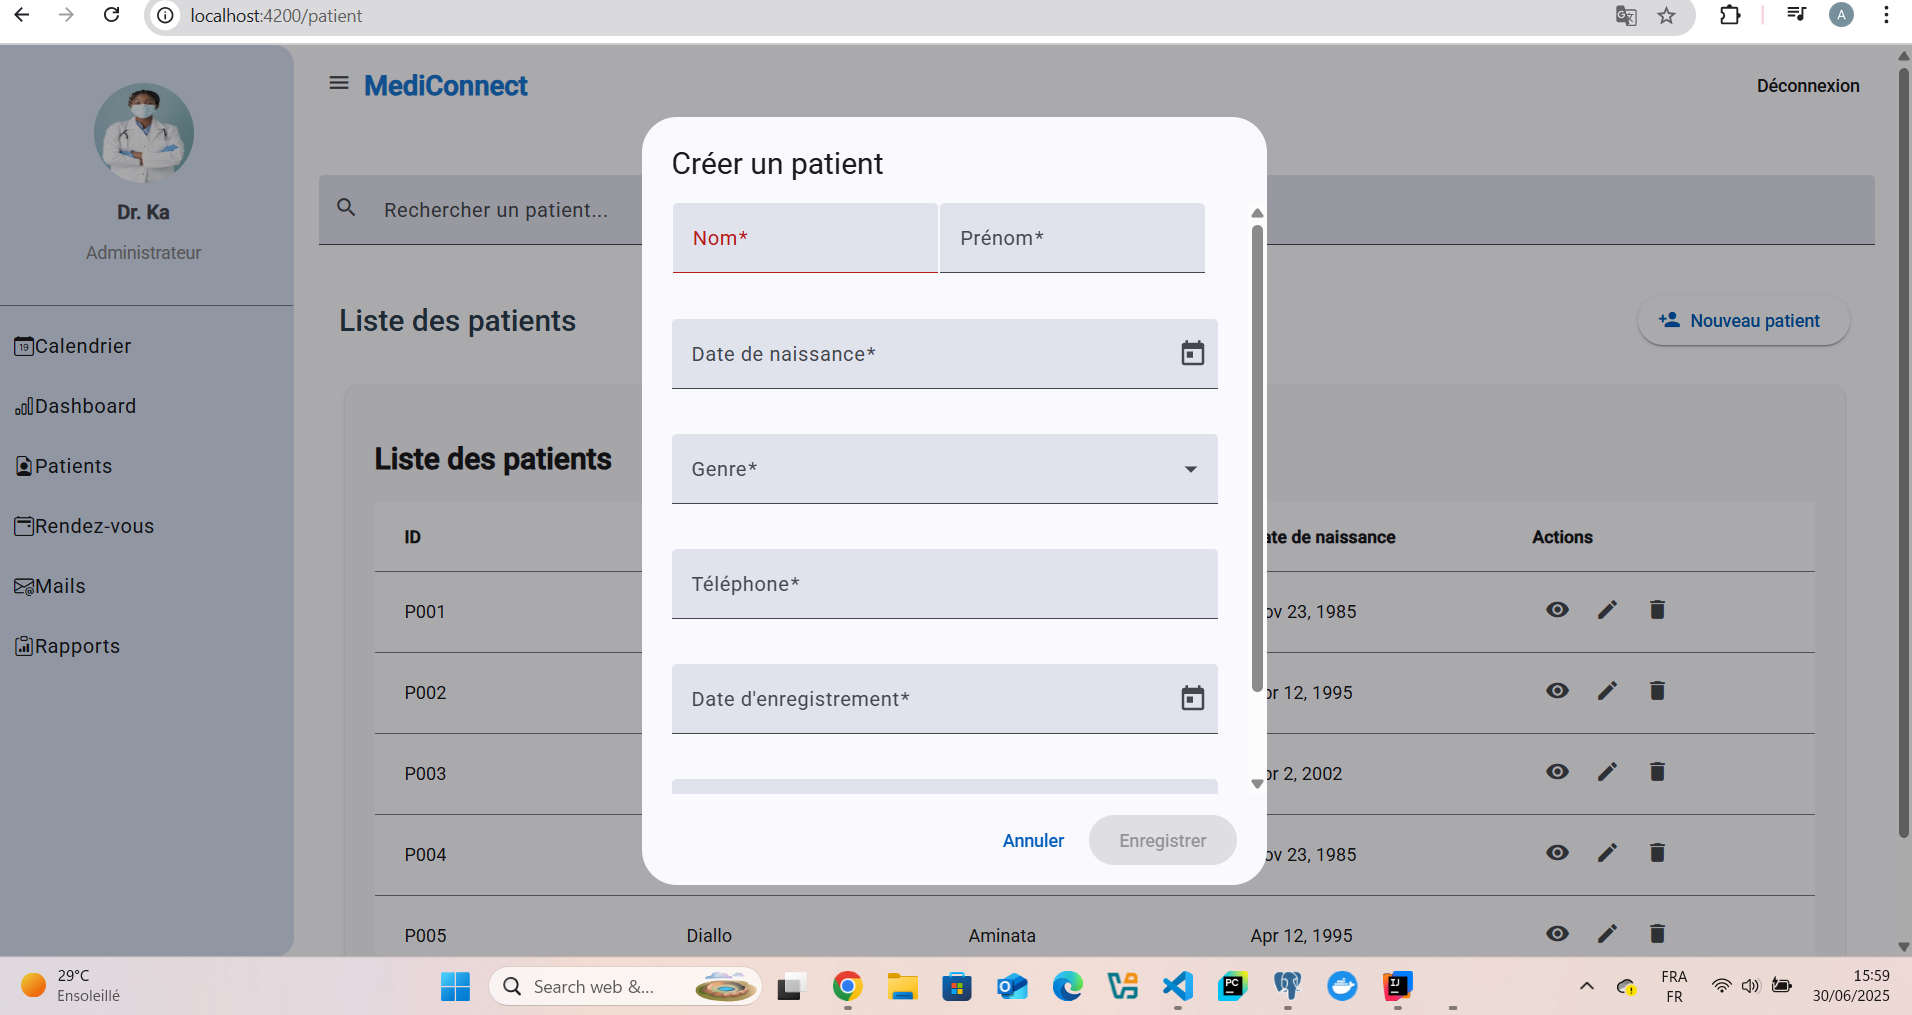 localhost:4200/patient
A
MediConnect
Déconnexion
Dr. Ka
Administrateur
Calendrier
Dashboard
Patients
Rendez-vous
Mails
Rapports
Rechercher un patient...
Liste des patients
Nouveau patient
Liste des patients
ID
ate de naissance
Actions
P001
ov 23, 1985
P002
pr 12, 1995
P003
pr 2, 2002
P004
ov 23, 1985
P005 Diallo Aminata Apr 12, 1995
Créer un patient
Nom*
Prénom*
Date de naissance*
Genre*
Téléphone*
Date d'enregistrement*
Annuler
Enregistrer
29°C
Ensoleillé
Search web &...
PC
IJ
FRA
FR
15:59
30/06/2025